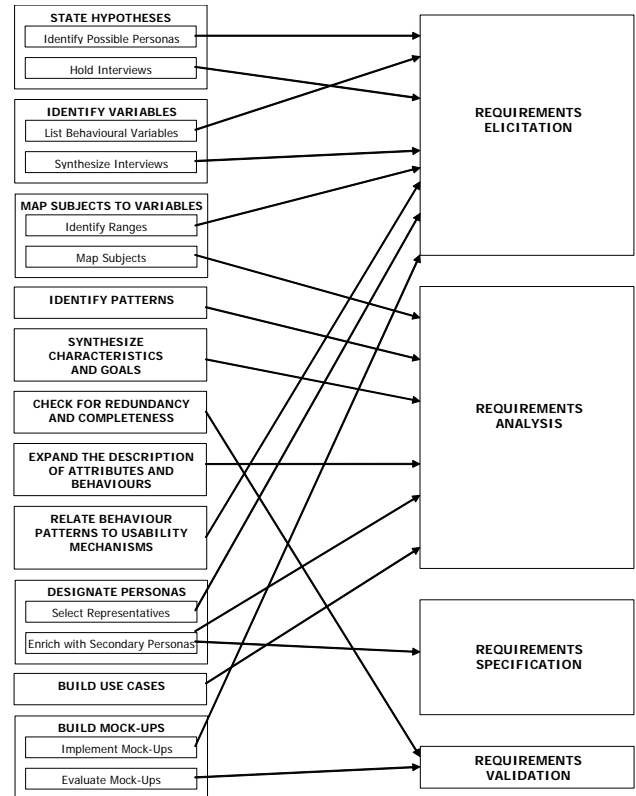 STATE HYPOTHESES
Identify Possible Personas
Hold Interviews
IDENTIFY VARIABLES
List Behavioural Variables
Synthesize Interviews
MAP SUBJECTS TO VARIABLES
Identify Ranges
Map Subjects
IDENTIFY PATTERNS
SYNTHESIZE
CHARACTERISTICS
AND GOALS
CHECK FOR REDUNDANCY
AND COMPLETENESS
EXPAND THE DESCRIPTION
OF ATTRIBUTES AND
BEHAVIOURS
RELATE BEHAVIOUR
PATTERNS TO USABILITY
MECHANISMS
DESIGNATE PERSONAS
Select Representatives
Enrich with Secondary Personas
BUILD USE CASES
BUILD MOCK-UPS
Implement Mock-Ups
Evaluate Mock-Ups
REQUIREMENTS
ELICITATION
REQUIREMENTS
ANALYSIS
REQUIREMENTS
SPECIFICATION
REQUIREMENTS
VALIDATION